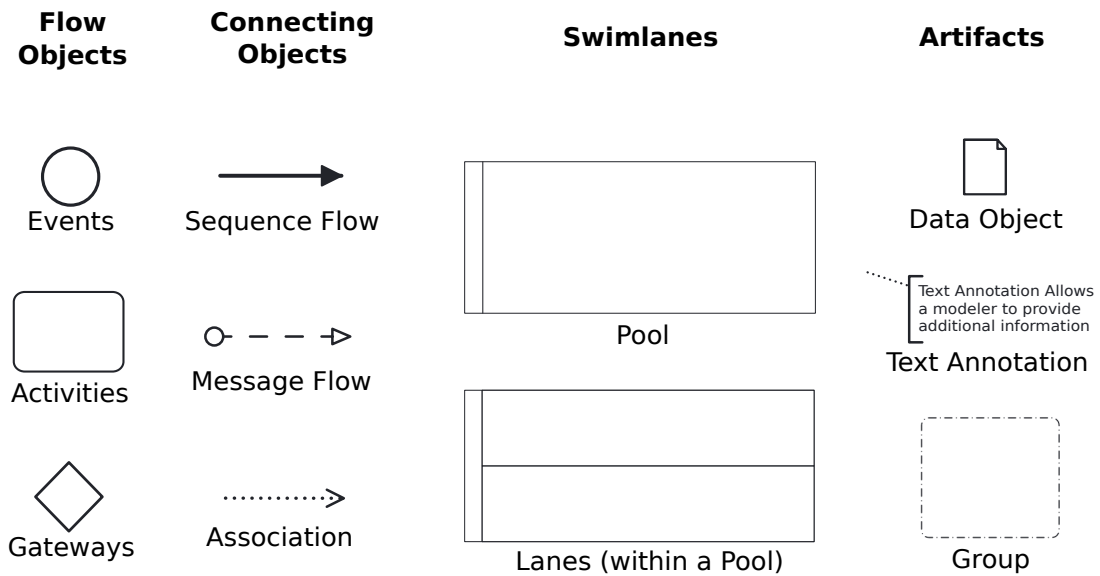 Flow
Objects
Connecting
Objects
Swimlanes
Artifacts
Events
Sequence Flow
Data Object
Pool
Text Annotation Allows
a modeler to provide
additional information
Text Annotation
Activities
Message Flow
Gateways
Association
Lanes (within a Pool)
Group